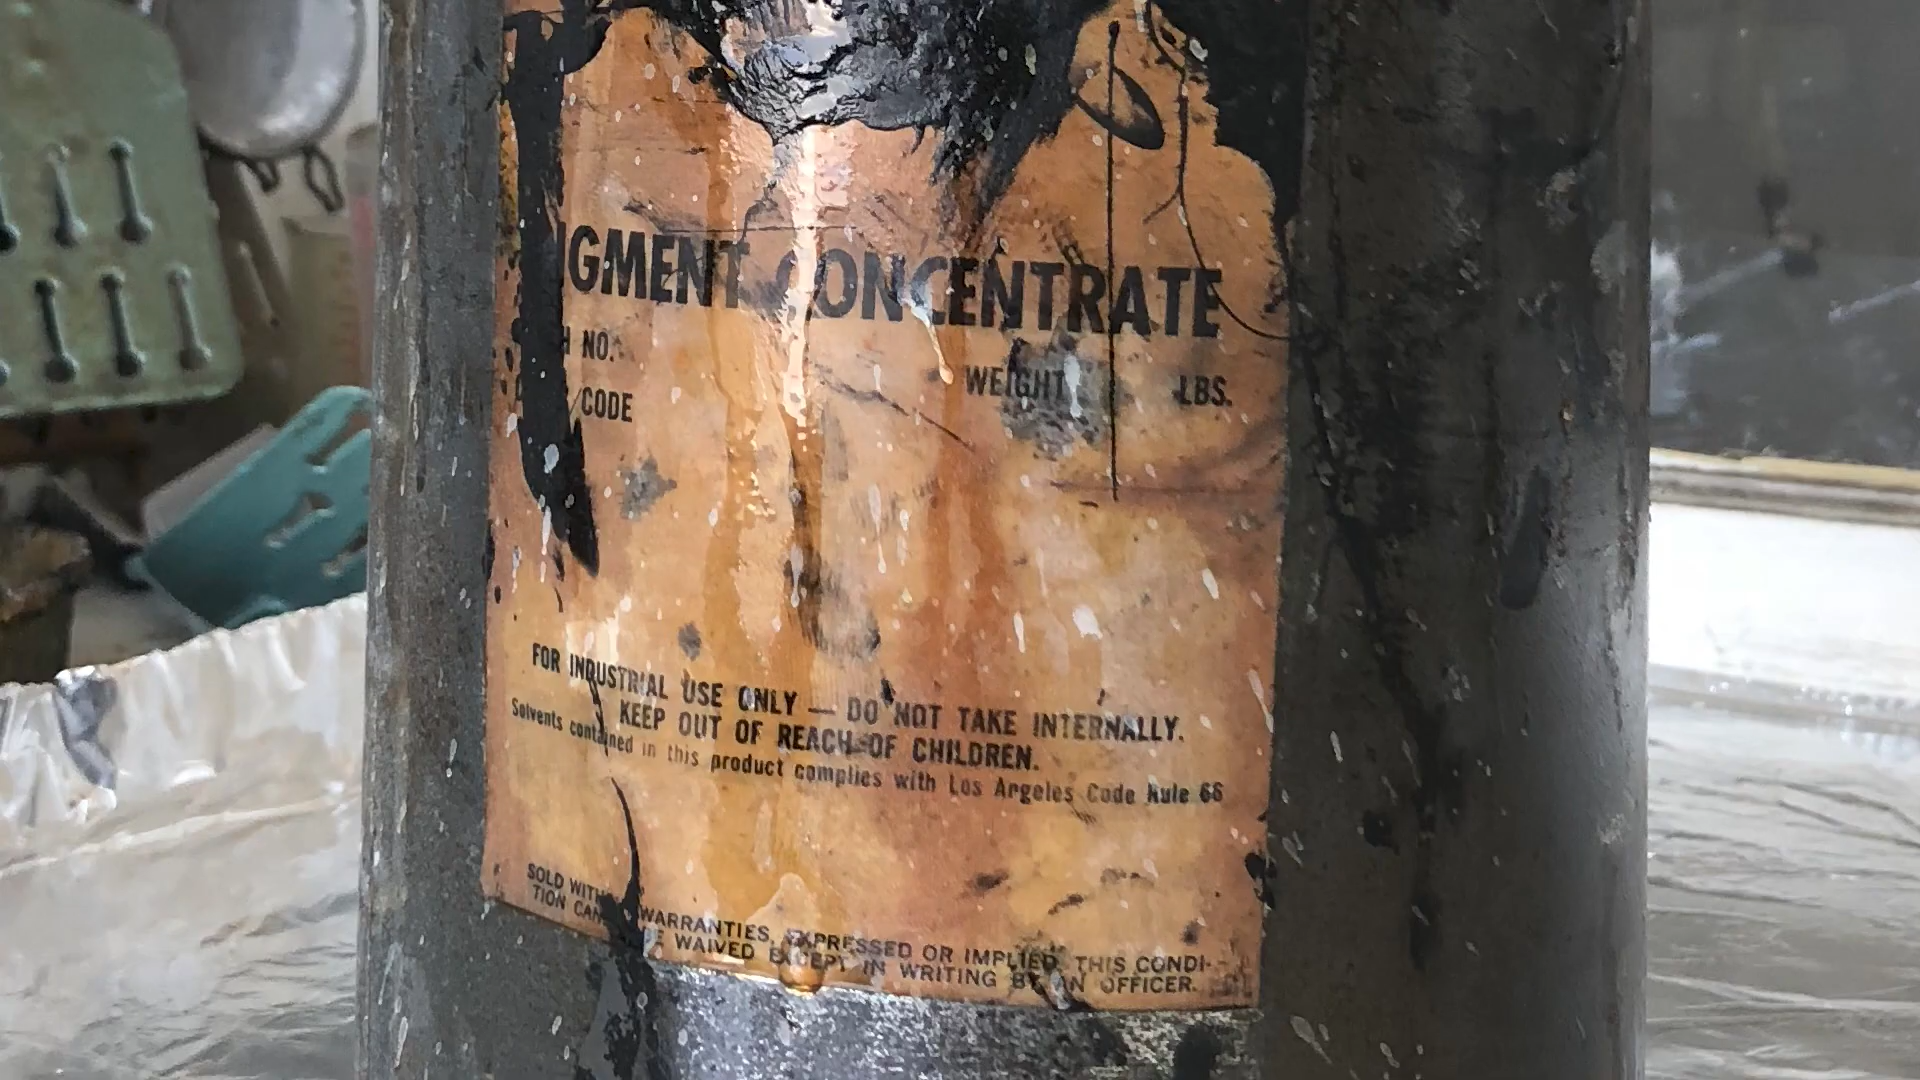 IGMENT CONCENTRATE
H NO.
WEIGHT LBS.
CODE
FOR INDUSTRIAL USE ONLY — DO NOT TAKE INTERNALLY.
KEEP OUT OF REACH OF CHILDREN.
Solvents contained in this product complies with Los Angeles Code Rule 66
SOLD WITH WARRANTIES, EXPRESSED OR IMPLIED, THIS CONDI-
TION CAN WAIVED EXCEPT IN WRITING BY AN OFFICER.